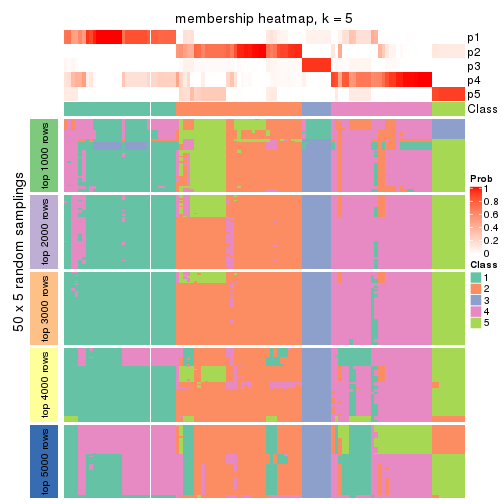 membership heatmap, k = 5
p1
p2
p3
p4
p5
Class
50 x 5 random samplings
top 1000 rows
top 2000 rows
top 3000 rows
top 4000 rows
top 5000 rows
Prob
1
0.8
0.6
0.4
0.2
0
Class
1
2
3
4
5